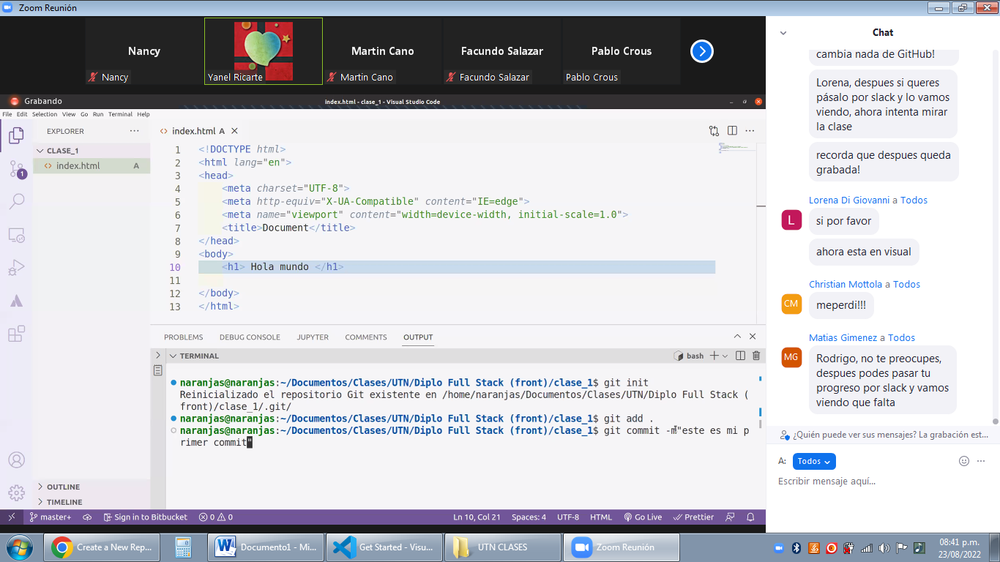 Zoom Reunión
Nancy
Nancy
Yanel Ricarte
Martin Cano
Martin Cano
Facundo Salazar
Facundo Salazar
Pablo Crous
Pablo Crous
Grabando
index.html - clase_1 - Visual Studio Code
File Edit Selection View Go Run Terminal Help
EXPLORER
CLASE_1
index.html A
1
index.html A
1 <!DOCTYPE html>
2 <html lang="en">
3 <head>
4 <meta charset="UTF-8">
5 <meta http-equiv="X-UA-Compatible" content="IE=edge">
6 <meta name="viewport" content="width=device-width, initial-scale=1.0">
7 <title>Document</title>
8 </head>
9 <body>
10 <h1> Hola mundo </h1>
11
12 </body>
13 </html>
PROBLEMS DEBUG CONSOLE JUPYTER COMMENTS OUTPUT
TERMINAL
bash
naranjas@naranjas:~/Documentos/Clases/UTN/Diplo Full Stack (front)/clase_1$ git init
Reinicializado el repositorio Git existente en /home/naranjas/Documentos/Clases/UTN/Diplo Full Stack (
front)/clase_1/.git/
naranjas@naranjas:~/Documentos/Clases/UTN/Diplo Full Stack (front)/clase_1$ git add .
naranjas@naranjas:~/Documentos/Clases/UTN/Diplo Full Stack (front)/clase_1$ git commit -m"este es mi p
rimer commit"
OUTLINE
TIMELINE
master+
Sign in to Bitbucket
0 0
Ln 10, Col 21
Spaces: 4
UTF-8
HTML
Go Live
Prettier
Chat
cambia nada de GitHub!
Lorena, despues si queres
pásalo por slack y lo vamos
viendo, ahora intenta mirar
la clase
recorda que despues queda
grabada!
Lorena Di Giovanni a Todos
L
si por favor
ahora esta en visual
Christian Mottola a Todos
CM
meperdi!!!
Matias Gimenez a Todos
MG
Rodrigo, no te preocupes,
despues podes pasar tu
progreso por slack y vamos
viendo que falta
¿Quién puede ver sus mensajes? La grabación est...
A: Todos
Escribir mensaje aquí...
Create a New Rep...
Documento1 - Mi...
Get Started - Visu...
UTN CLASES
Zoom Reunión
08:41 p.m.
23/08/2022